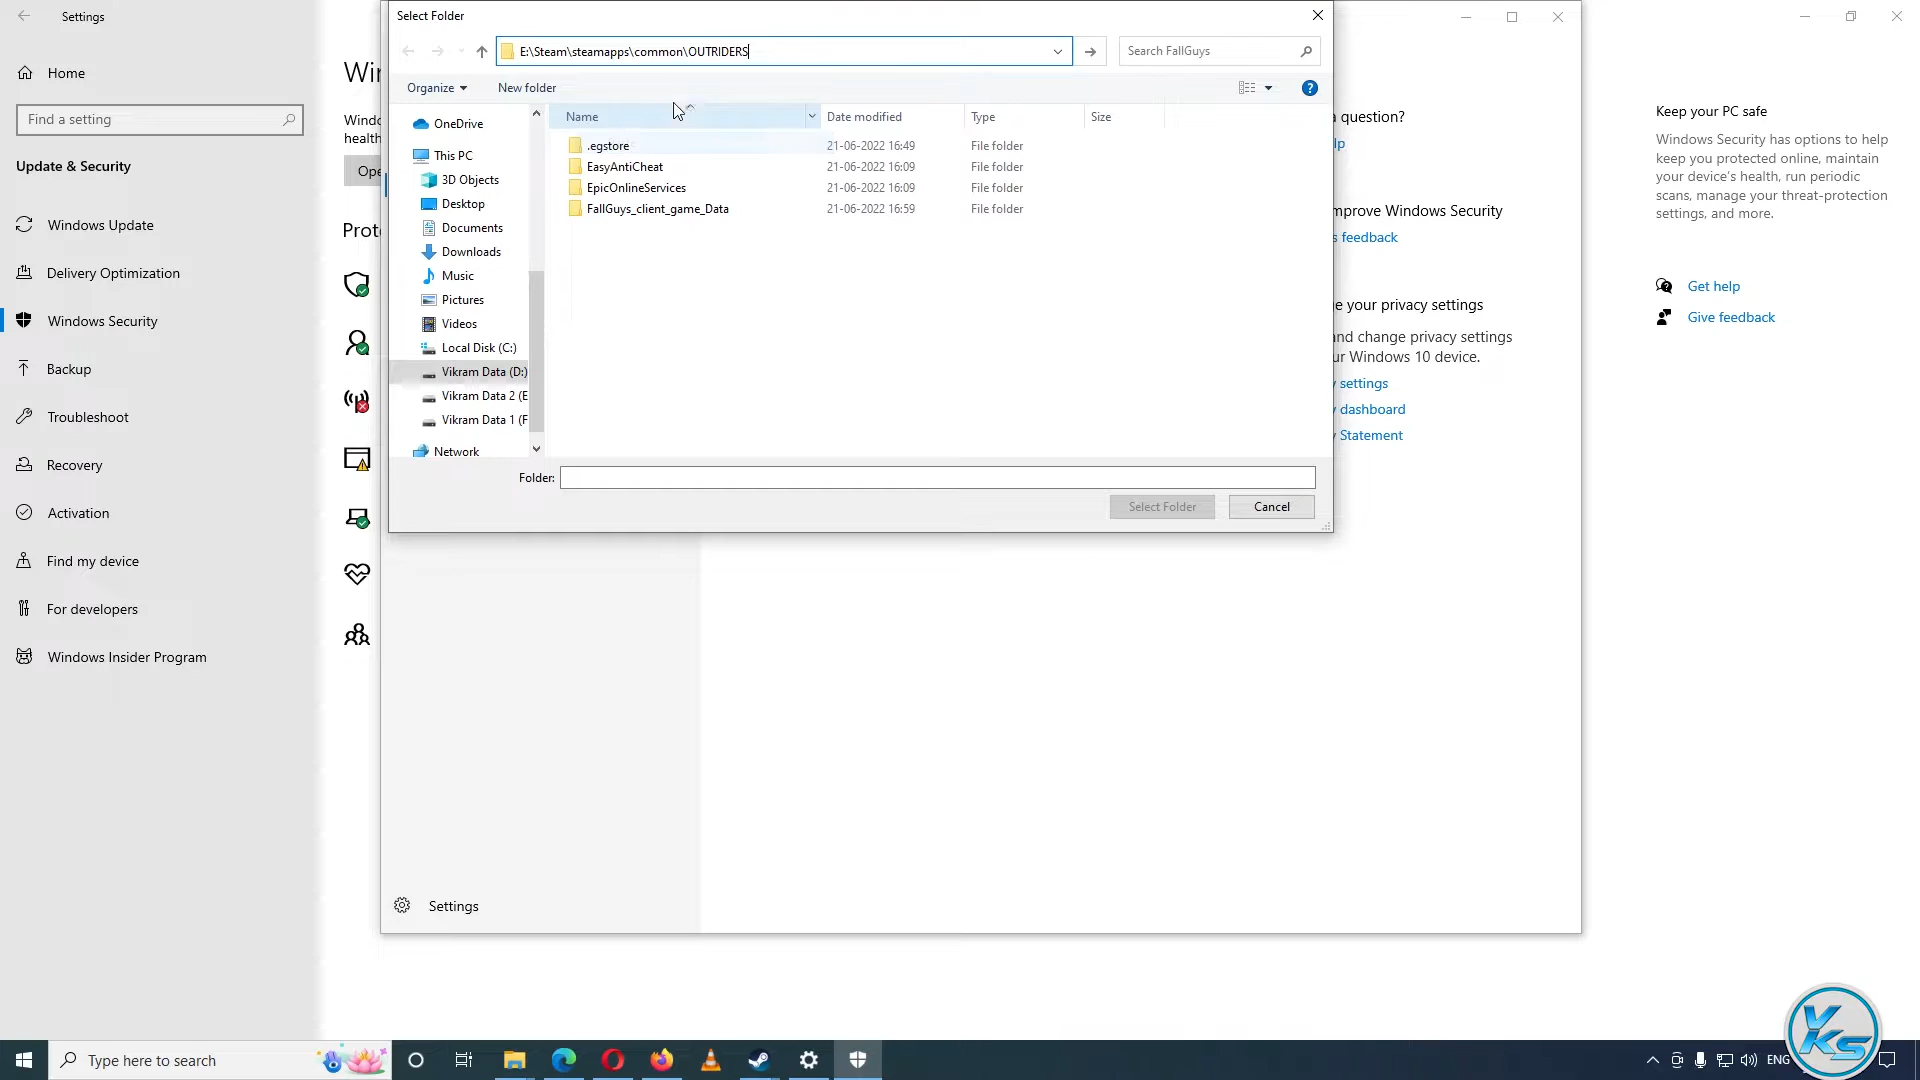 Settings
Home
Find a setting
Update & Security
Windows Update
Delivery Optimization
Windows Security
Backup
Troubleshoot
Recovery
Activation
Find my device
For developers
Windows Insider Program
Select Folder
E:\Steam\steamapps\common\OUTRIDERS
Search FallGuys
Organize
New folder
Name Date modified Type Size
.egstore 21-06-2022 16:49 File folder
EasyAntiCheat 21-06-2022 16:09 File folder
EpicOnlineServices 21-06-2022 16:09 File folder
FallGuys_client_game_Data 21-06-2022 16:59 File folder
OneDrive
This PC
3D Objects
Desktop
Documents
Downloads
Music
Pictures
Videos
Local Disk (C:)
Vikram Data (D:)
Vikram Data 2 (E
Vikram Data 1 (F
Network
Folder:
Select Folder
Cancel
Settings
a question?
mprove Windows Security
s feedback
e your privacy settings
and change privacy settings
ur Windows 10 device.
settings
dashboard
Statement
Keep your PC safe
Windows Security has options to help
keep you protected online, maintain
your device's health, run periodic
scans, manage your threat-protection
settings, and more.
Get help
Give feedback
Type here to search
ENG
VKS